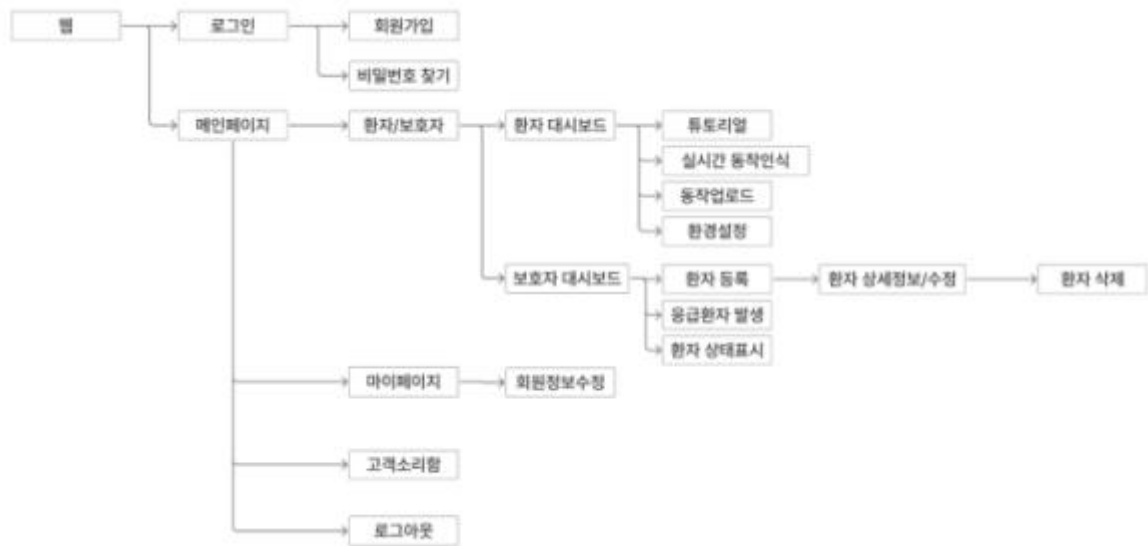 웹
로그인
회원가입
비밀번호 찾기
메인페이지
환자/보호자
환자 대시보드
튜토리얼
실시간 동작인식
동작업로드
환경설정
보호자 대시보드
환자 등록
환자 상세정보/수정
환자 삭제
응급환자 발생
환자 상태표시
마이페이지
회원정보수정
고객소리함
로그아웃